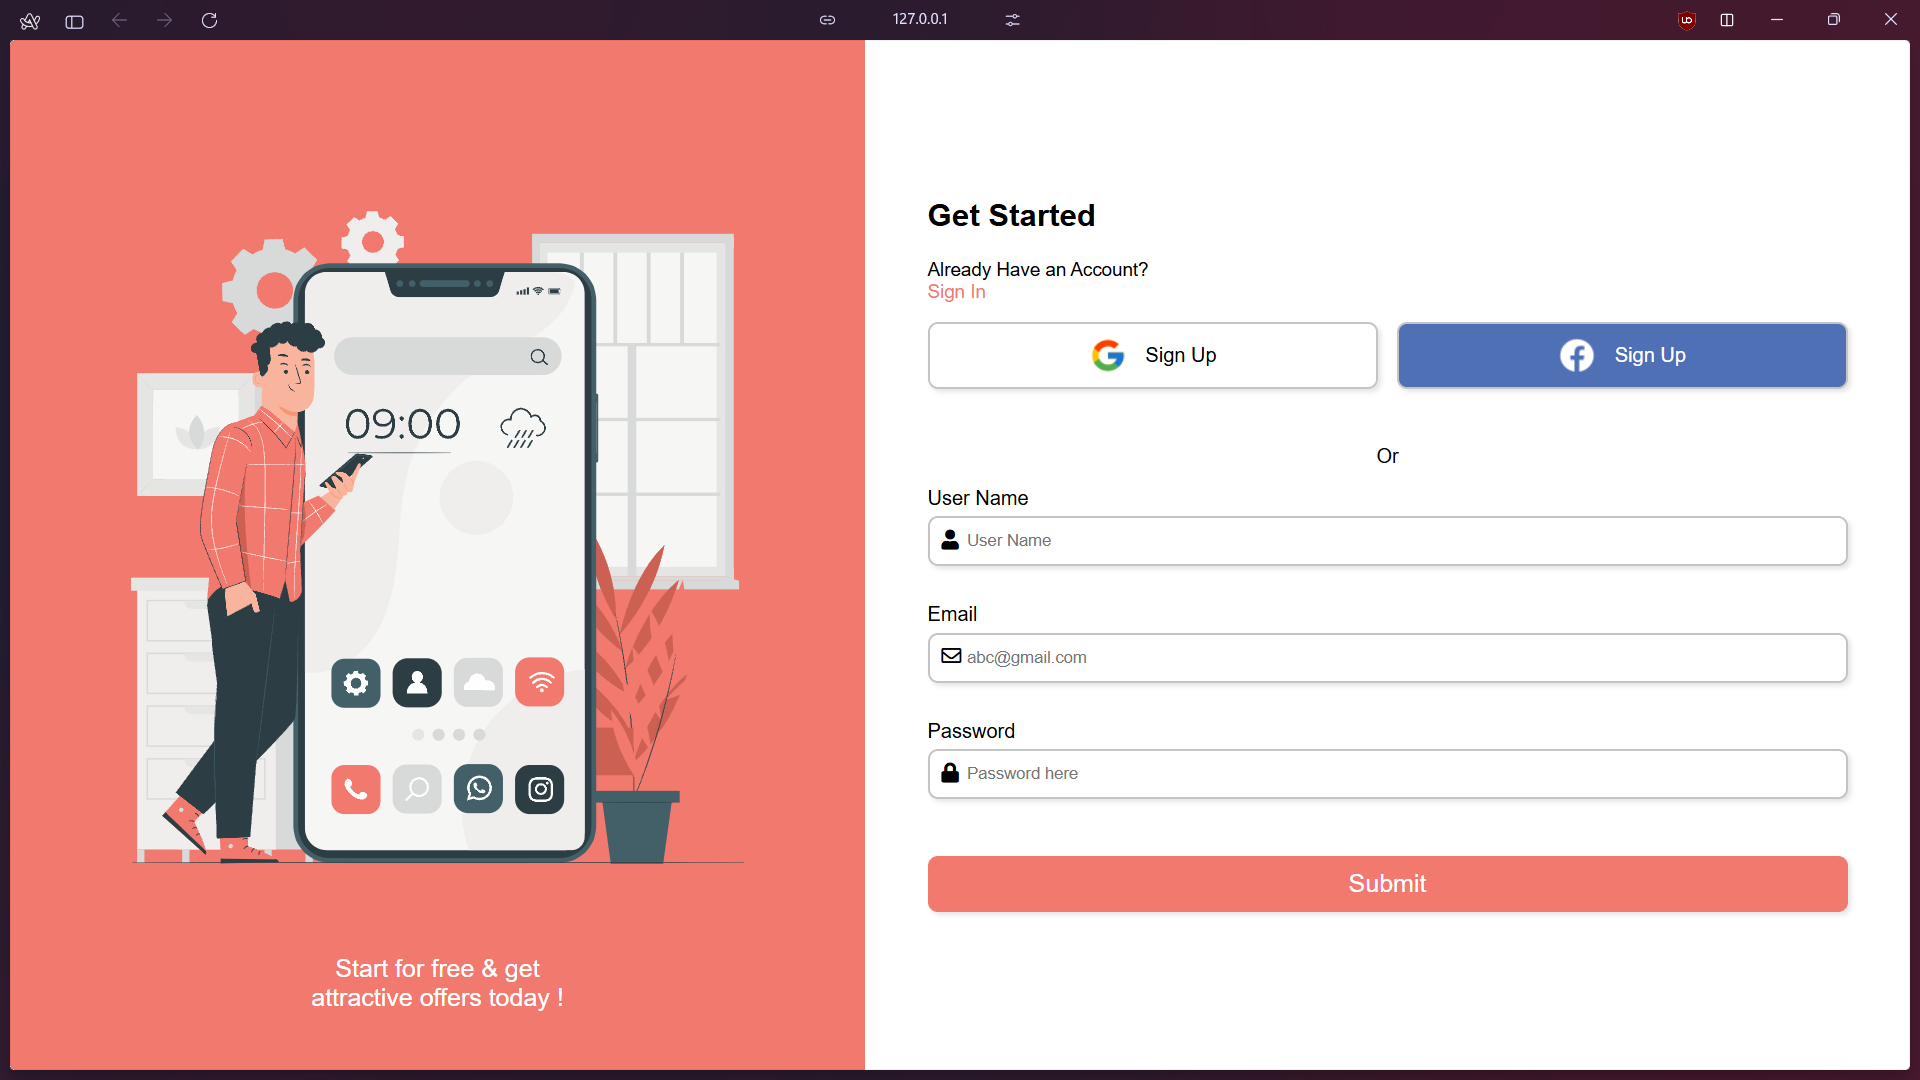 127.0.0.1
09:00
Start for free & get
attractive offers today !
Get Started
Already Have an Account?
Sign In
Sign Up
Sign Up
Or
User Name
User Name
Email
abc@gmail.com
Password
Password here
Submit